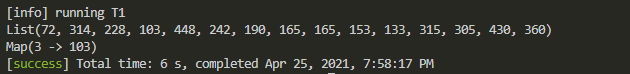 [info] running T1
List(72, 314, 228, 103, 448, 242, 190, 165, 165, 153, 133, 315, 305, 430, 360)
Map(3 -> 103)
[success] Total time: 6 s, completed Apr 25, 2021, 7:58:17 PM